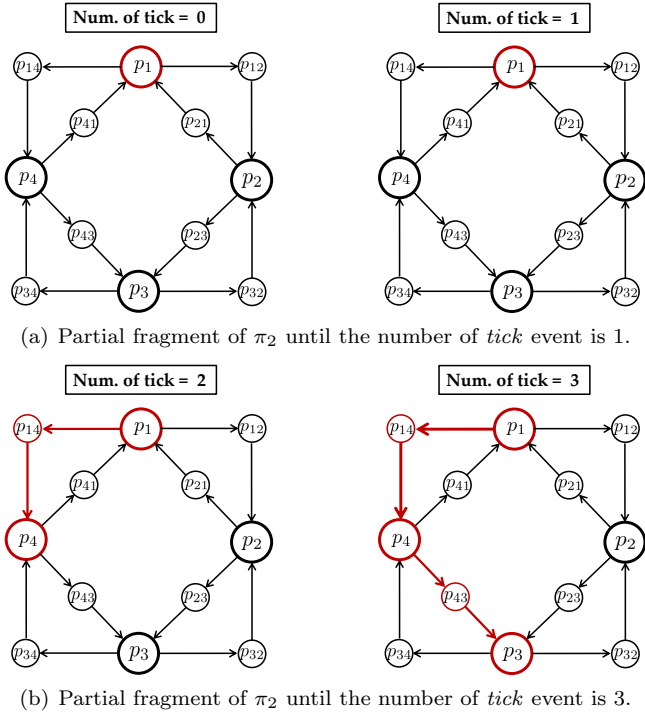 Num. of tick = 0
Num. of tick = 1
p14 p1 p12
p14 p1 p12
p41 p21
p41 p21
p4 p2
p4 p2
p43 p23
p43 p23
p34 p3 p32
p34 p3 p32
(a) Partial fragment of π2 until the number of tick event is 1.
Num. of tick = 2
Num. of tick = 3
p14 p1 p12
p14 p1 p12
p41 p21
p41 p21
p4 p2
p4 p2
p43 p23
p43 p23
p34 p3 p32
p34 p3 p32
(b) Partial fragment of π2 until the number of tick event is 3.